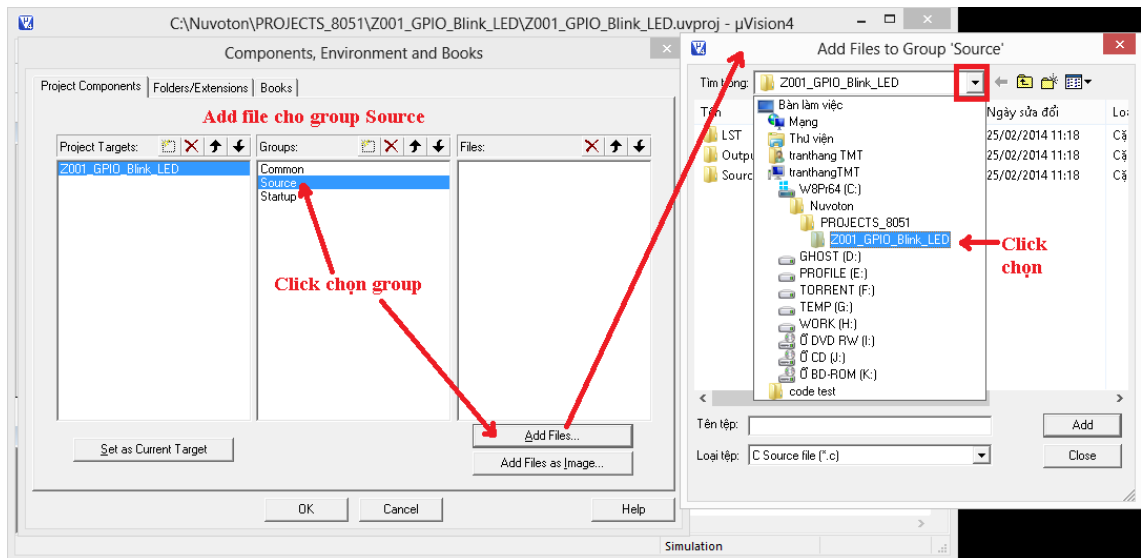 C:\Nuvoton\PROJECTS_8051\Z001_GPIO_Blink_LED\Z001_GPIO_Blink_LED.uvproj - µVision4
Components, Environment and Books
Project Components
Folders/Extensions
Books
Add file cho group Source
Project Targets:
Groups:
Files:
Z001_GPIO_Blink_LED
Common
Source
Startup
Click chọn group
Set as Current Target
Add Files...
Add Files as Image...
OK
Cancel
Help
Simulation
Add Files to Group 'Source'
Tìm trong:
Z001_GPIO_Blink_LED
Tên
Ngày sửa đổi
LST
25/02/2014 11:18
25/02/2014 11:18
25/02/2014 11:18
Bàn làm việc
Mạng
Thư viện
tranthang TMT
tranthangTMT
W8Pr64 (C:)
Nuvoton
PROJECTS_8051
Z001_GPIO_Blink_LED
GHOST (D:)
PROFILE (E:)
TORRENT (F:)
TEMP (G:)
WORK (H:)
Ổ DVD RW (I:)
Ổ CD (J:)
Ổ BD-ROM (K:)
code test
Click
chọn
Tên tệp:
Add
Loại tệp:
C Source file (*.c)
Close